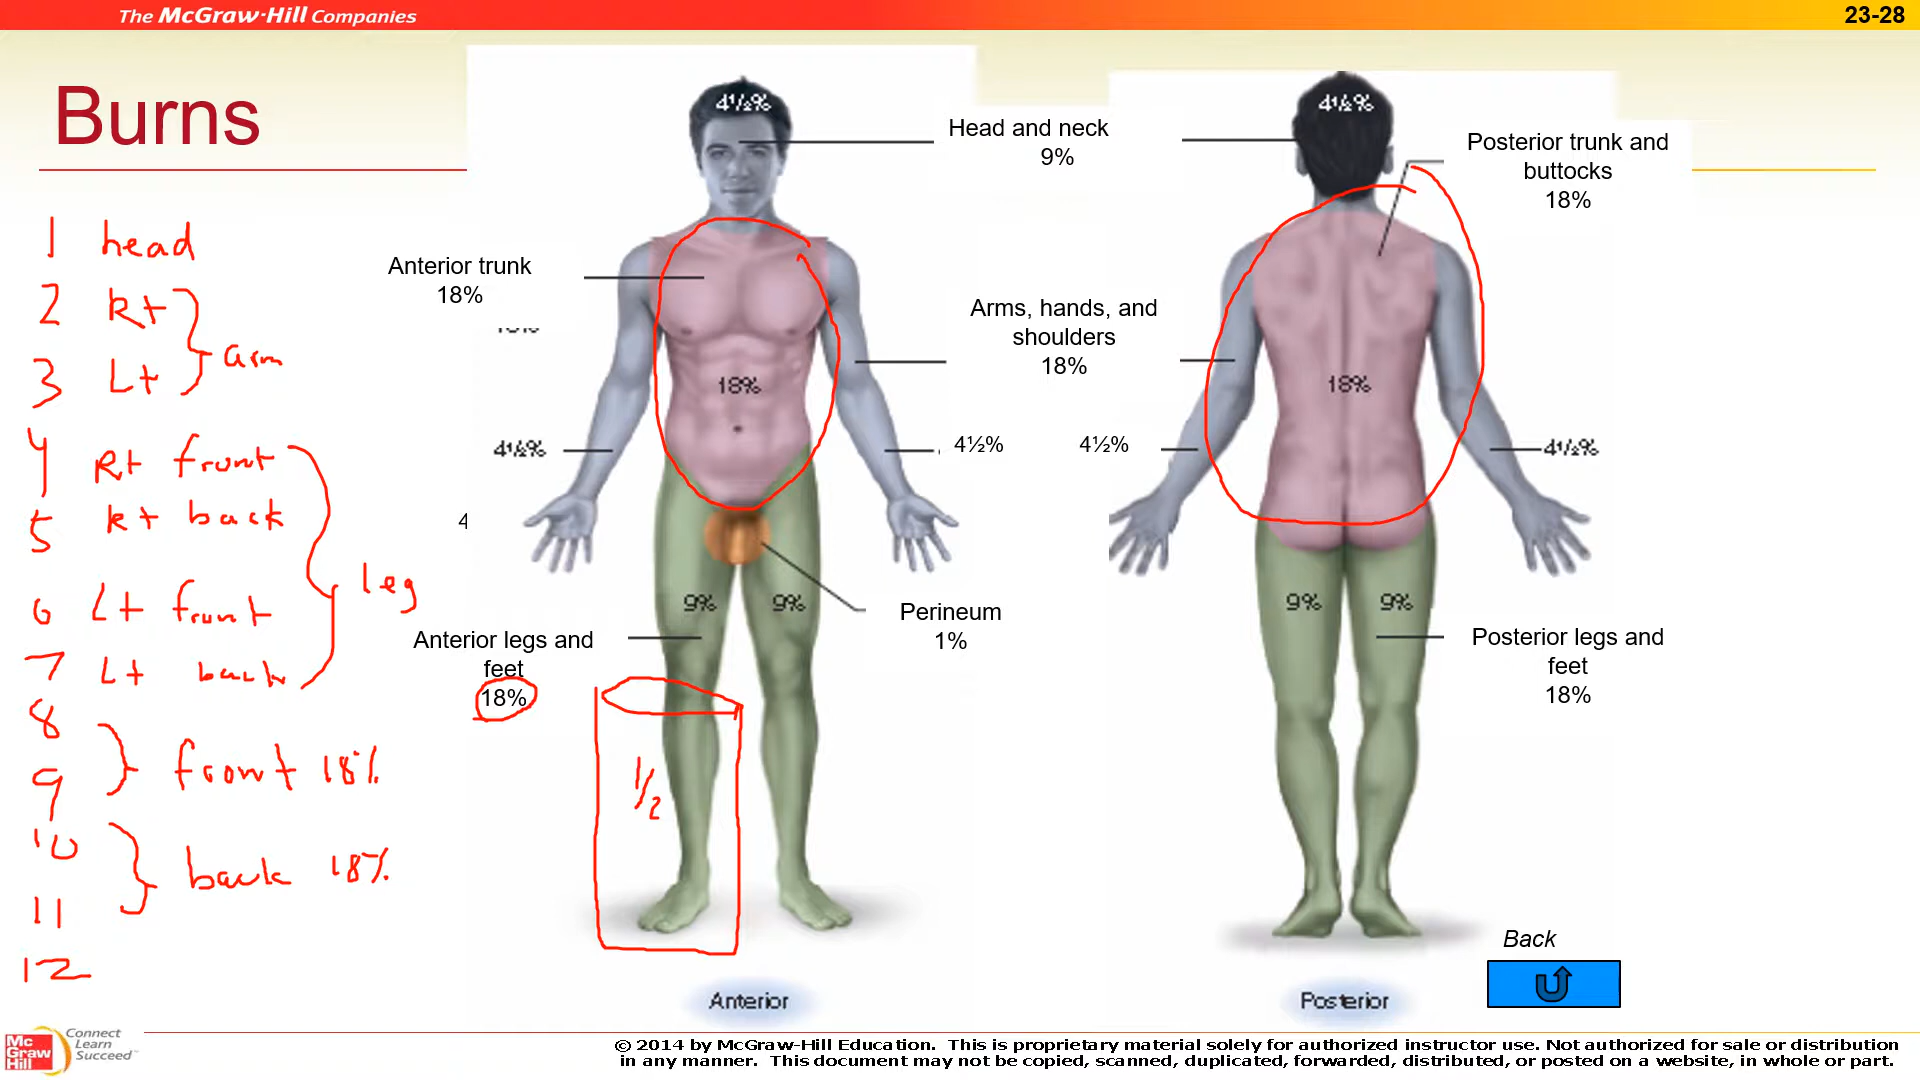 The McGraw-Hill Companies
23-28
Burns
4½%
Head and neck
9%
4½%
Posterior trunk and
buttocks
18%
Anterior trunk
18%
Arms, hands, and
shoulders
18%
18%
18%
4½%
4½%
4½%
4½%
4
9%
9%
9%
9%
Perineum
1%
Anterior legs and
feet
18%
Posterior legs and
feet
18%
1 head
2 Rt
3 Lt
arm
4 Rt front
5 Rt back
6 Lt front
7 Lt back
leg
8
9
front 18%
10
11
back 18%
12
1/2
Back
Anterior
Posterior
Mc
Graw
Hill
Connect
Learn
Succeed™
© 2014 by McGraw-Hill Education. This is proprietary material solely for authorized instructor use. Not authorized for sale or distribution
in any manner. This document may not be copied, scanned, duplicated, forwarded, distributed, or posted on a website, in whole or part.